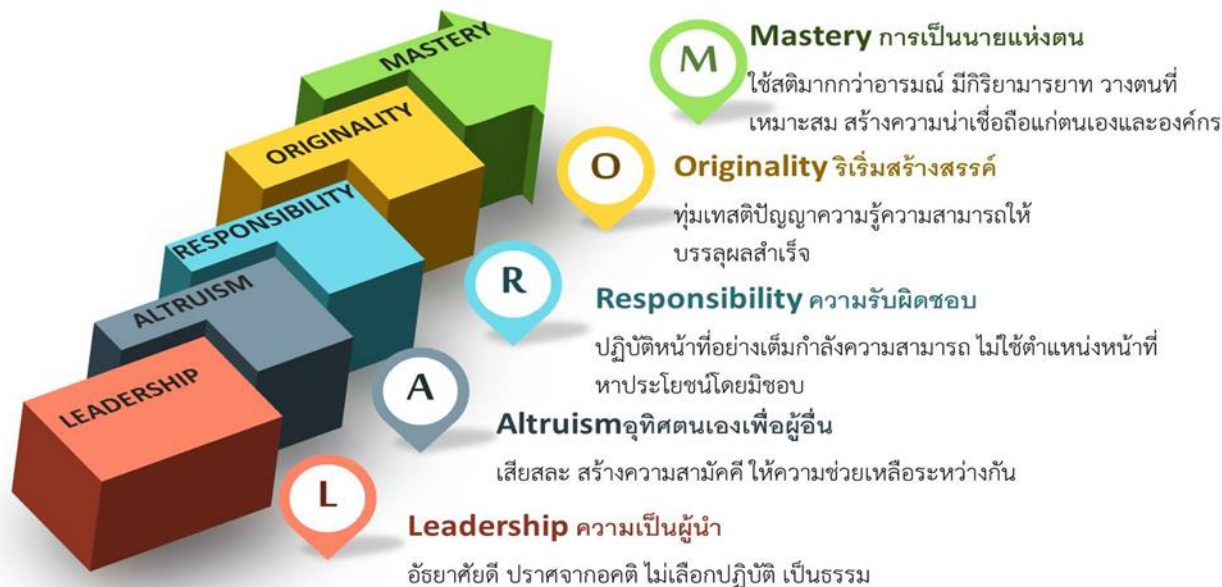 MASTERY
ORIGINALITY
RESPONSIBILITY
ALTRUISM
LEADERSHIP
M
Mastery การเป็นนายแห่งตน
ใช้สติมากกว่าอารมณ์ มีกิริยามารยาท วางตนที่
เหมาะสม สร้างความน่าเชื่อถือแก่ตนเองและองค์กร
O
Originality ริเริ่มสร้างสรรค์
ทุ่มเทสติปัญญาความรู้ความสามารถให้
บรรลุผลสำเร็จ
R
Responsibility ความรับผิดชอบ
ปฏิบัติหน้าที่อย่างเต็มกำลังความสามารถ ไม่ใช้ตำแหน่งหน้าที่
หาประโยชน์โดยมิชอบ
A
Altruismอุทิศตนเองเพื่อผู้อื่น
เสียสละ สร้างความสามัคคี ให้ความช่วยเหลือระหว่างกัน
L
Leadership ความเป็นผู้นำ
อัธยาศัยดี ปราศจากอคติ ไม่เลือกปฏิบัติ เป็นธรรม